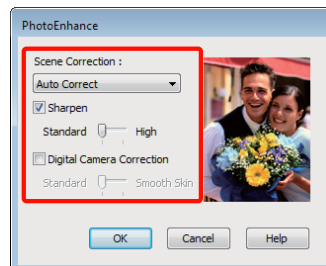 PhotoEnhance
Scene Correction :
Auto Correct
Sharpen
Standard High
Digital Camera Correction
Standard Smooth Skin
OK Cancel Help